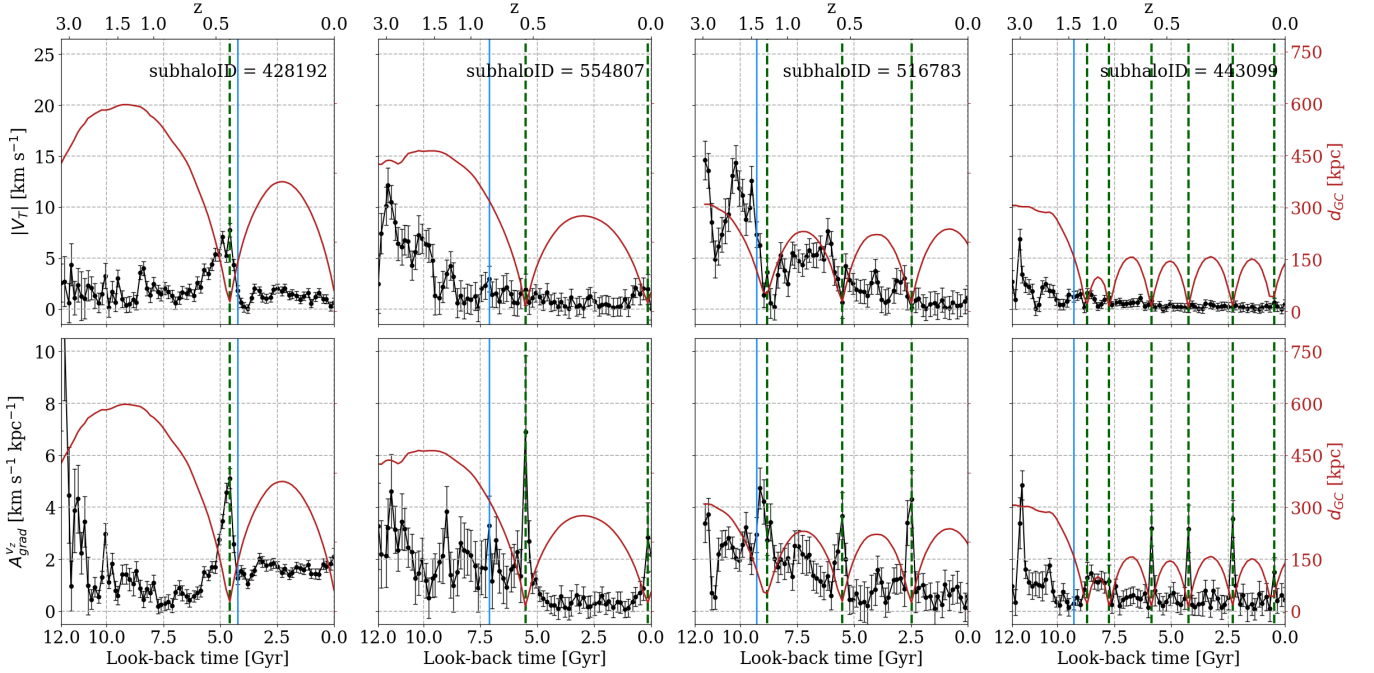 z z z z
3.0 1.5 1.0 0.5 0.0 3.0 1.5 1.0 0.5 0.0 3.0 1.5 1.0 0.5 0.0 3.0 1.5 1.0 0.5 0.0
subhaloID = 428192
subhaloID = 554807
subhaloID = 516783
subhaloID = 443099
|V_T| [km s⁻¹]
25
20
15
10
5
0
750
600
450
300
150
0
d_GC [kpc]
A^{v_z}_{grad} [km s⁻¹ kpc⁻¹]
10
8
6
4
2
0
750
600
450
300
150
0
d_GC [kpc]
12.0 10.0 7.5 5.0 2.5 0.0 12.0 10.0 7.5 5.0 2.5 0.0 12.0 10.0 7.5 5.0 2.5 0.0 12.0 10.0 7.5 5.0 2.5 0.0
Look-back time [Gyr] Look-back time [Gyr] Look-back time [Gyr] Look-back time [Gyr]